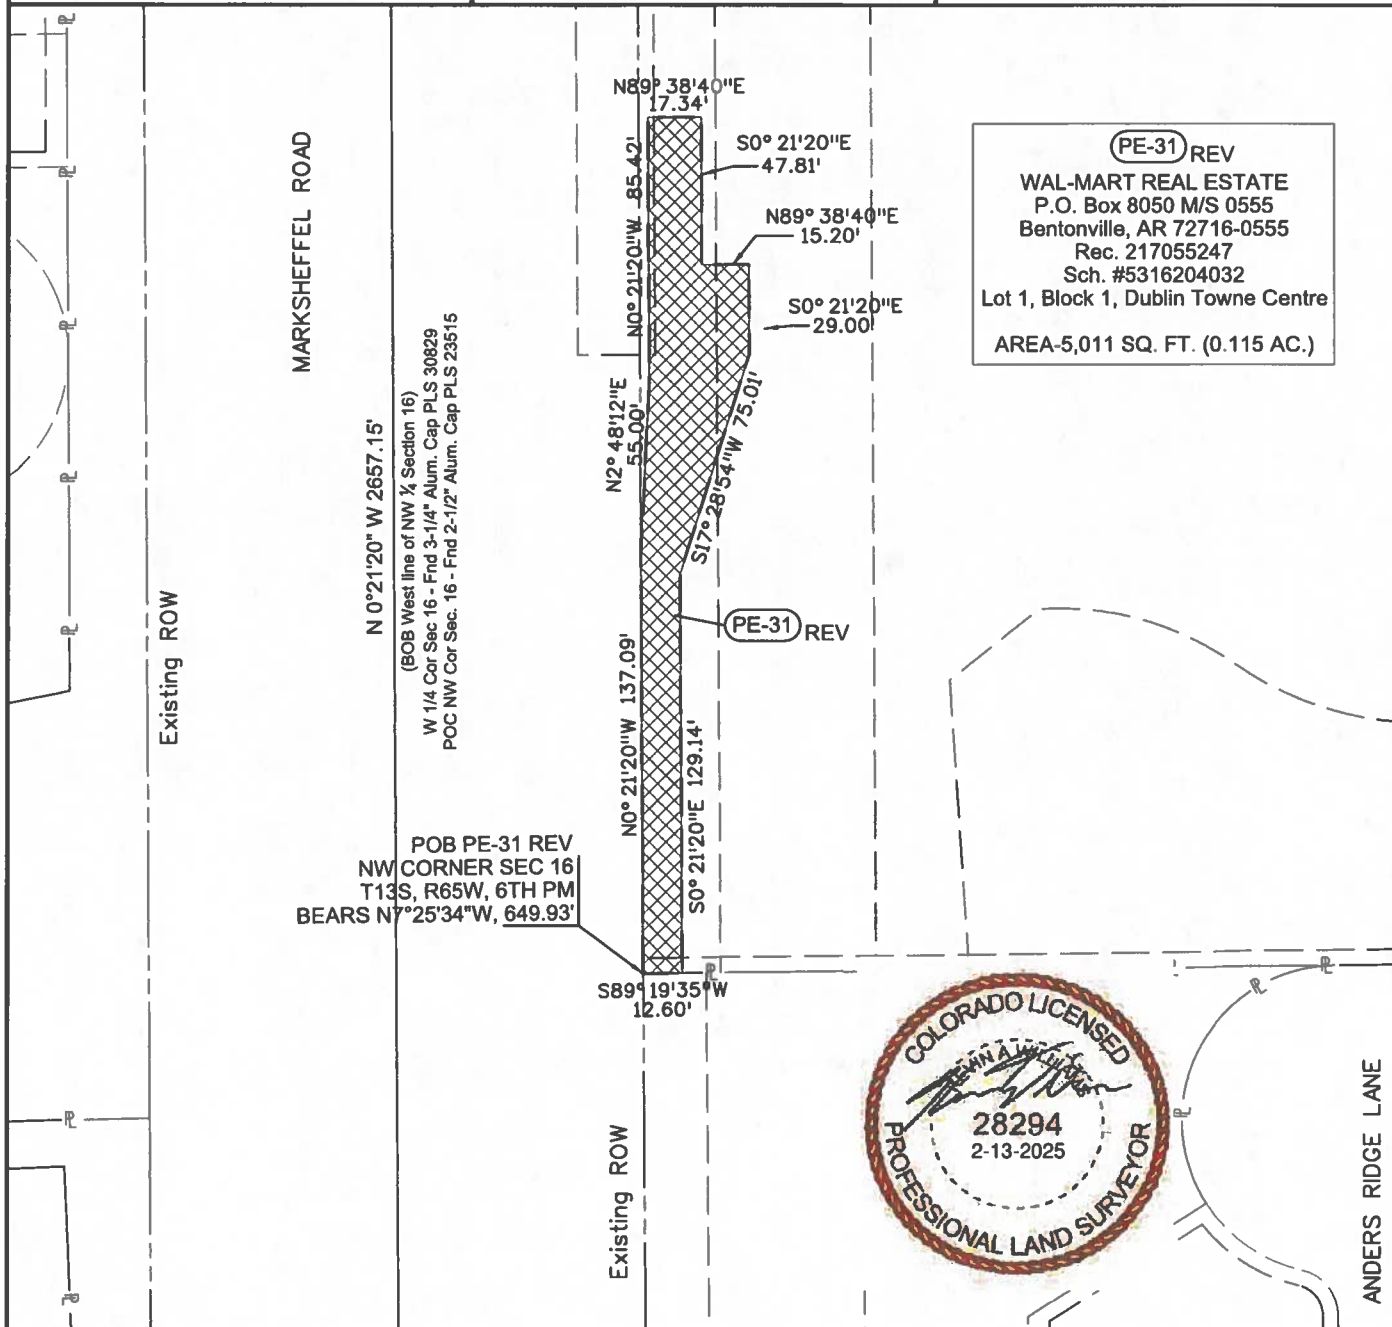 N89° 38'40"E
17.34'
S0° 21'20"E
47.81'
N89° 38'40"E
15.20'
S0° 21'20"E
29.00'
N0° 21'20"W 85.42'
N2° 48'12"E
55.00'
S17° 28'54"W 75.01'
PE-31 REV
WAL-MART REAL ESTATE
P.O. Box 8050 M/S 0555
Bentonville, AR 72716-0555
Rec. 217055247
Sch. #5316204032
Lot 1, Block 1, Dublin Towne Centre
AREA-5,011 SQ. FT. (0.115 AC.)
MARKSHEFFEL ROAD
N 0°21'20" W 2657.15'
(BOB West line of NW ¼ Section 16)
W 1/4 Cor Sec 16 - Fnd 3-1/4" Alum. Cap PLS 30829
POC NW Cor Sec. 16 - Fnd 2-1/2" Alum. Cap PLS 23515
Existing ROW
PE-31 REV
N0° 21'20"W 137.09'
S0° 21'20"E 129.14'
POB PE-31 REV
NW CORNER SEC 16
T13S, R65W, 6TH PM
BEARS N7°25'34"W, 649.93'
S89° 19'35"W
12.60'
Existing ROW
COLORADO LICENSED
KEVIN A. WILLIAMS
28294
2-13-2025
PROFESSIONAL LAND SURVEYOR
ANDERS RIDGE LANE